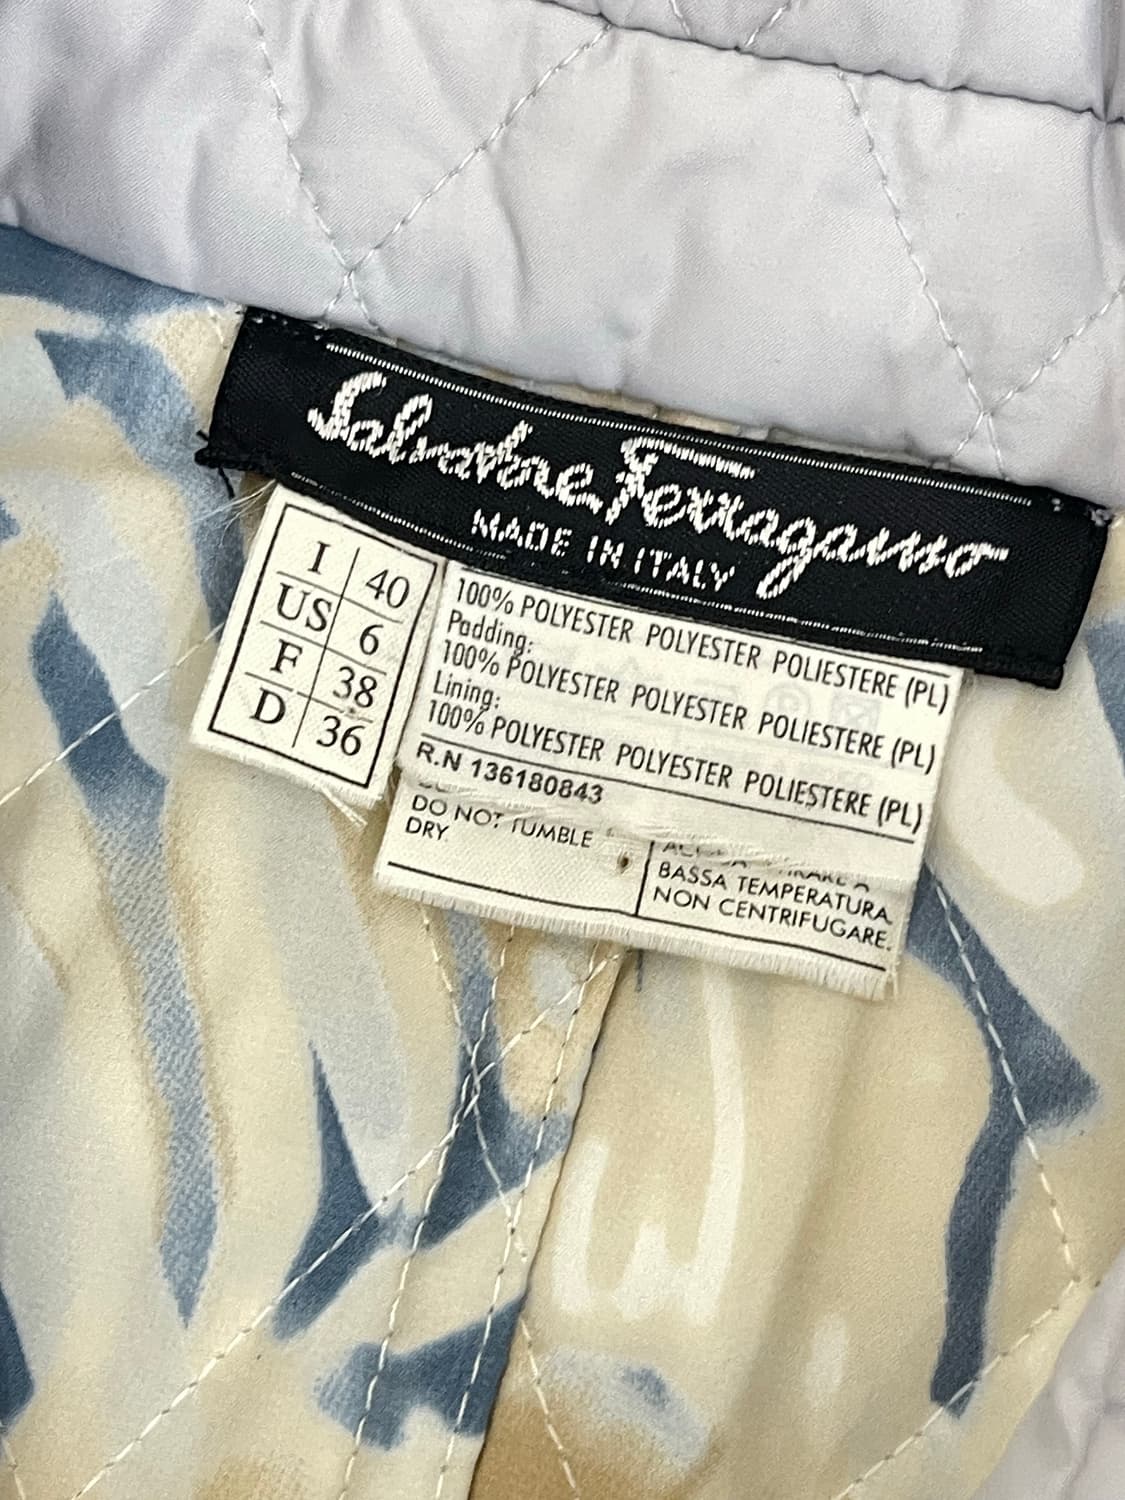 Salvatore Ferragamo
MADE IN ITALY
I 40
US 6
F 38
D 36
100% POLYESTER POLYESTER POLIESTERE (PL)
Padding:
100% POLYESTER POLYESTER POLIESTERE (PL)
Lining:
100% POLYESTER POLYESTER POLIESTERE (PL)
R.N 136180843
DO NOT TUMBLE
DRY.
BASSA TEMPERATURA
NON CENTRIFUGARE.